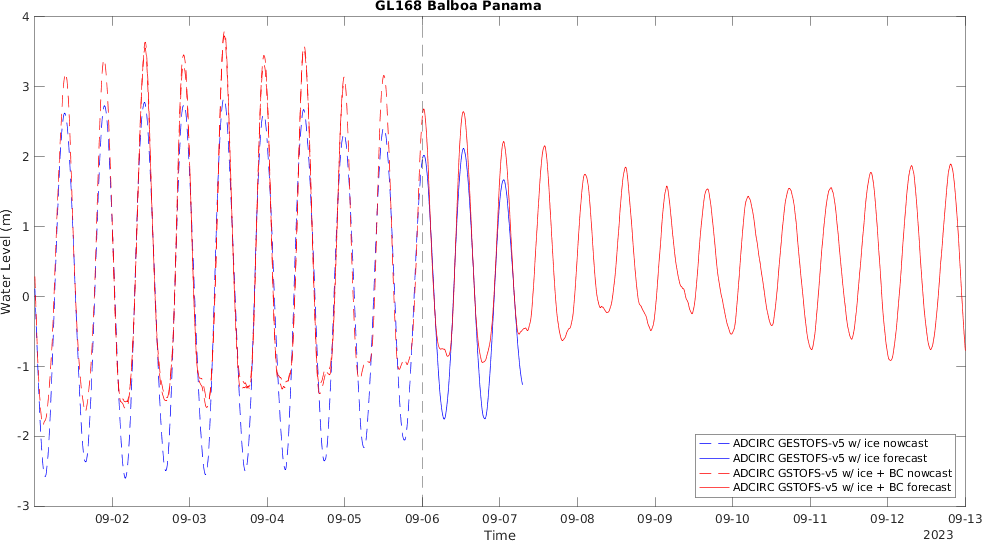 GL168 Balboa Panama
4
3
2
1
0
-1
-2
-3
Water Level (m)
ADCIRC GESTOFS-v5 w/ ice nowcast
ADCIRC GESTOFS-v5 w/ ice forecast
ADCIRC GSTOFS-v5 w/ ice + BC nowcast
ADCIRC GSTOFS-v5 w/ ice + BC forecast
09-02 09-03 09-04 09-05 09-06 09-07 09-08 09-09 09-10 09-11 09-12 09-13
Time
2023